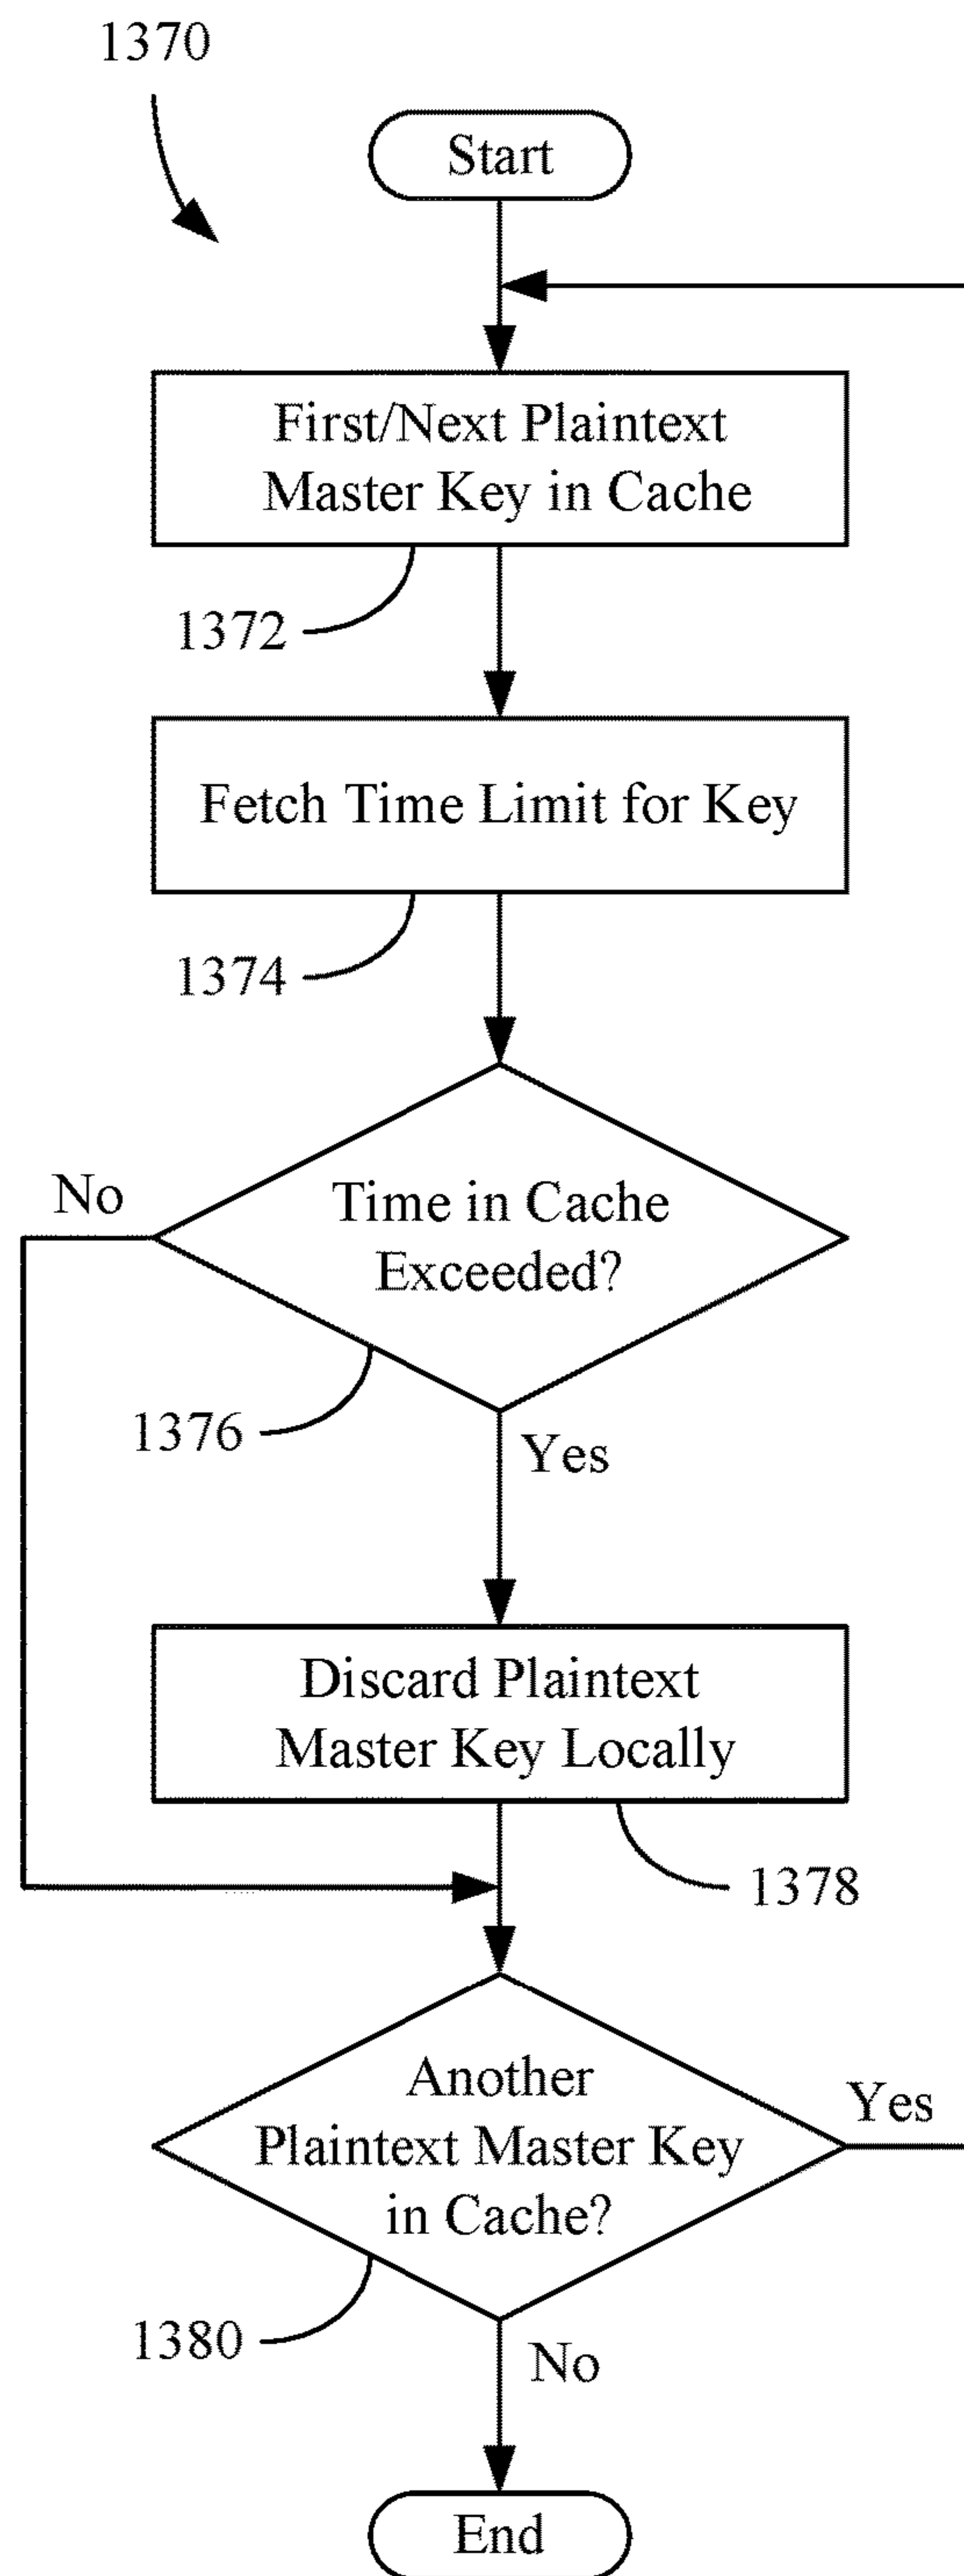 1370
Start
First/Next Plaintext
Master Key in Cache
1372
Fetch Time Limit for Key
1374
No
Time in Cache
Exceeded?
1376
Yes
Discard Plaintext
Master Key Locally
1378
Another
Plaintext Master Key
in Cache?
Yes
1380
No
End